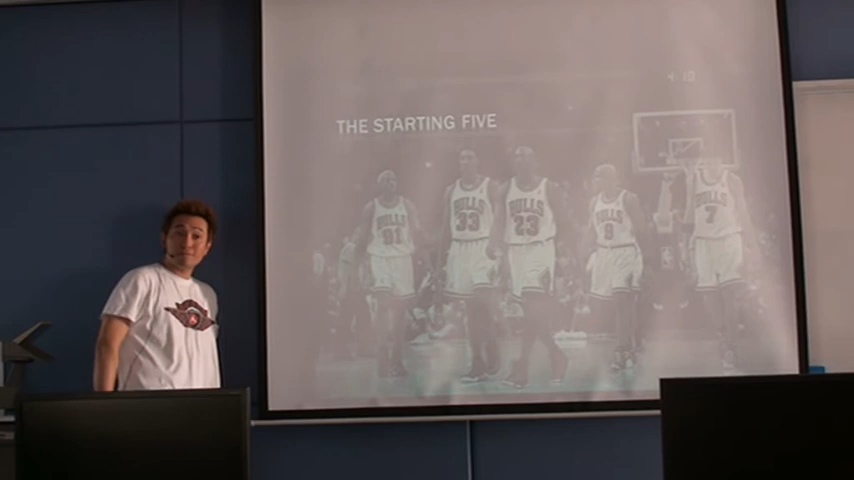 4 10
THE STARTING FIVE
BULLS
91
BULLS
33
BULLS
23
BULLS
9
BULLS
7